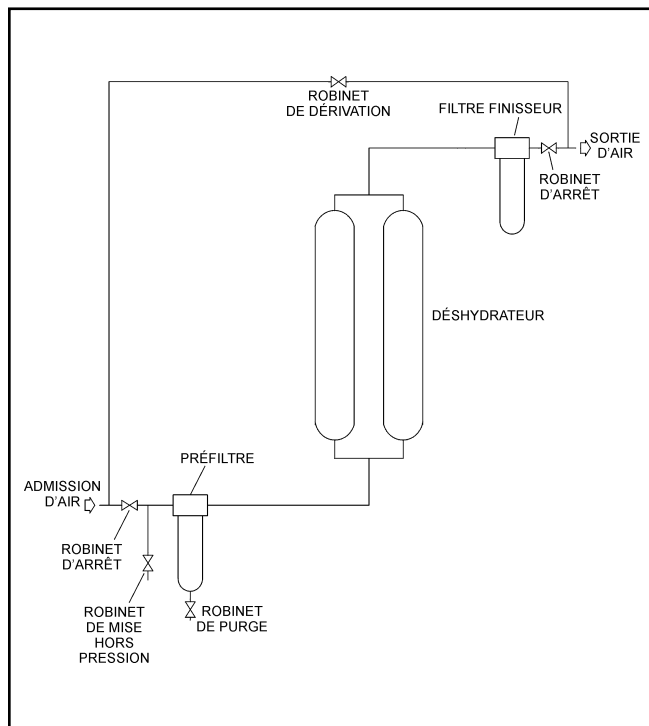 ROBINET
DE DÉRIVATION
FILTRE FINISSEUR
SORTIE
D'AIR
ROBINET
D'ARRÊT
DÉSHYDRATEUR
PRÉFILTRE
ADMISSION
D'AIR
ROBINET
D'ARRÊT
ROBINET
DE MISE
HORS
PRESSION
ROBINET
DE PURGE